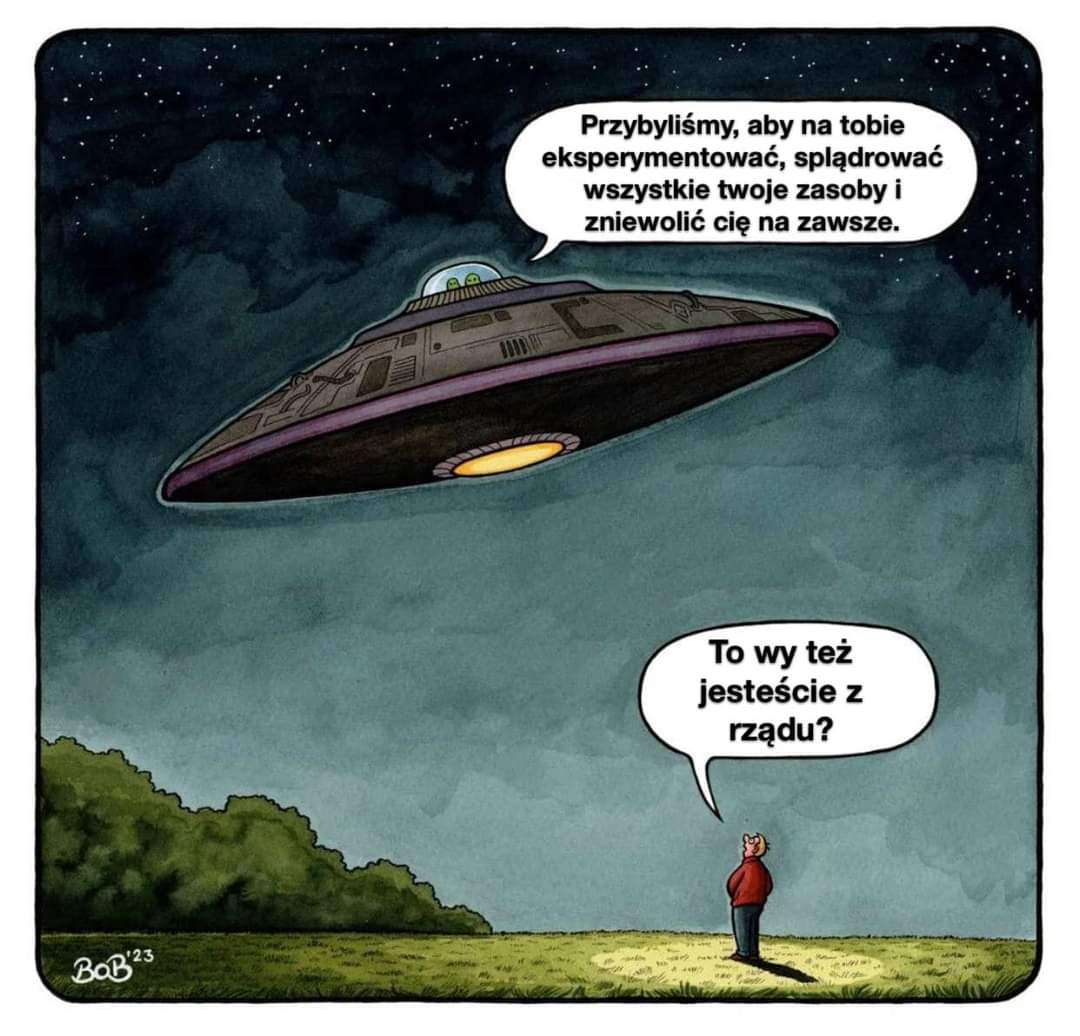 Przybyliśmy, aby na tobie
eksperymentować, splądrować
wszystkie twoje zasoby i
zniewolić cię na zawsze.
To wy też
jesteście z
rządu?
BOB '23